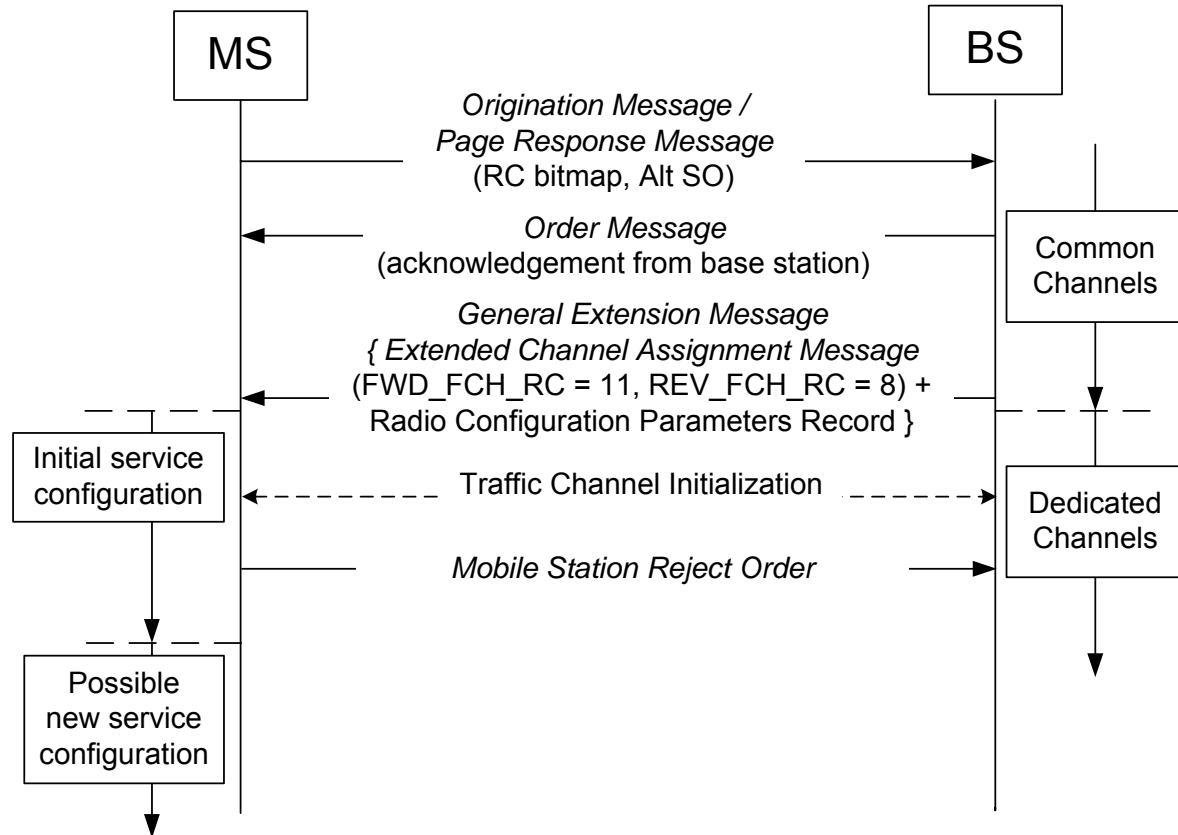 MS
BS
Origination Message /
Page Response Message
(RC bitmap, Alt SO)
Order Message
(acknowledgement from base station)
Common
Channels
General Extension Message
{ Extended Channel Assignment Message
(FWD_FCH_RC = 11, REV_FCH_RC = 8) +
Radio Configuration Parameters Record }
Initial service
configuration
Traffic Channel Initialization
Dedicated
Channels
Mobile Station Reject Order
Possible
new service
configuration